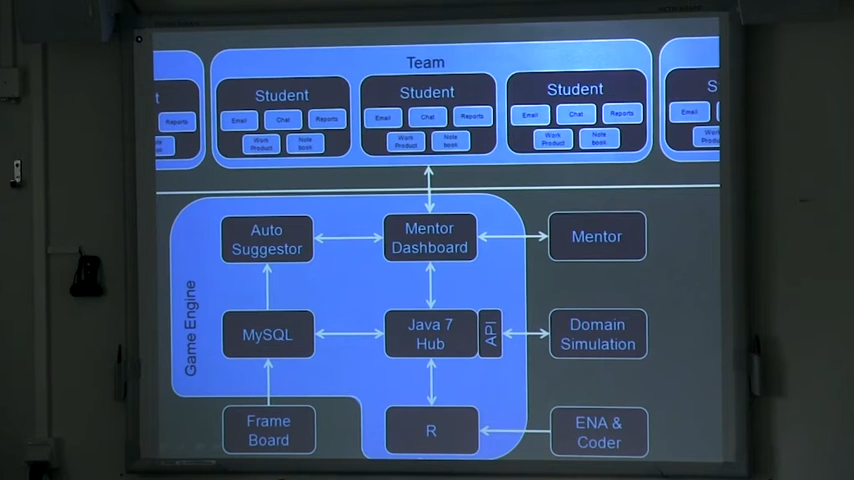 Team
t
Student
Student
Student
S
Reports
Email
Chat
Reports
Email
Chat
Reports
Email
Chat
Reports
Email
Work
Product
Note
book
Work
Product
Note
book
Work
Product
Note
book
Work
Auto
Suggestor
Mentor
Dashboard
Mentor
Game Engine
MySQL
Java 7
Hub
API
Domain
Simulation
Frame
Board
R
ENA &
Coder